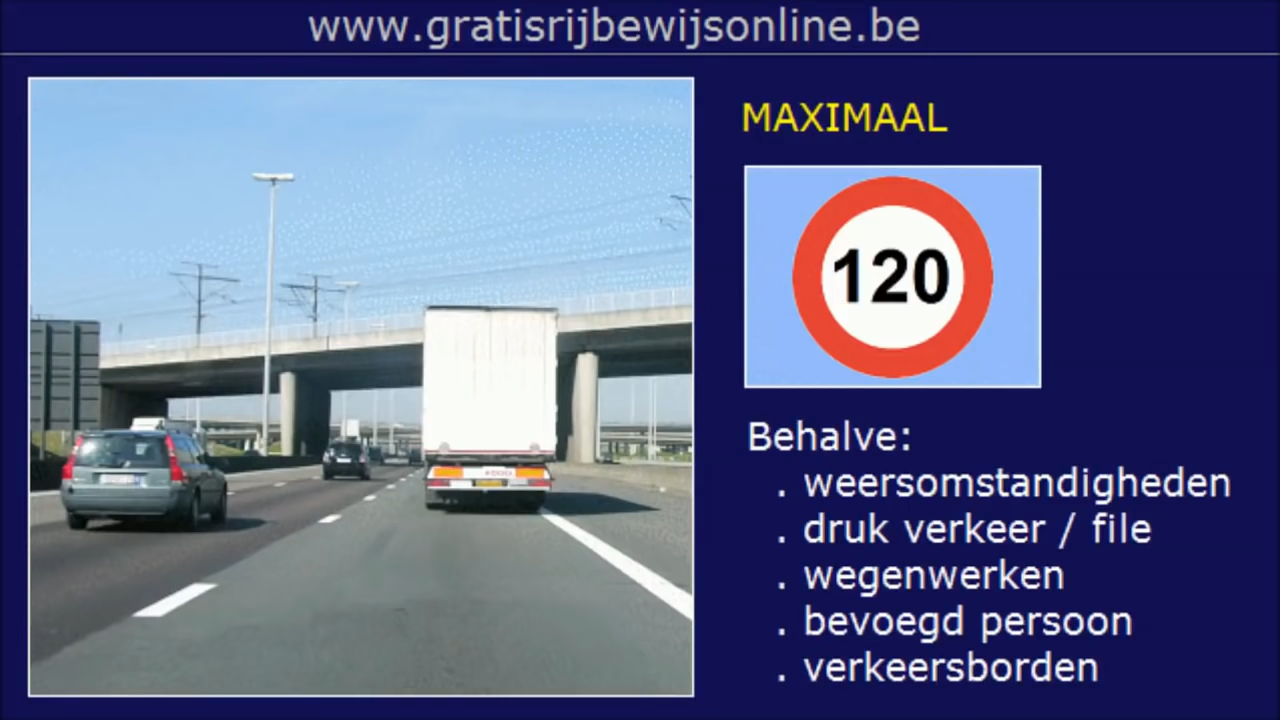 www.gratisrijbewijsonline.be
MAXIMAAL
120
Behalve:
. weersomstandigheden
. druk verkeer / file
. wegenwerken
. bevoegd persoon
. verkeersborden